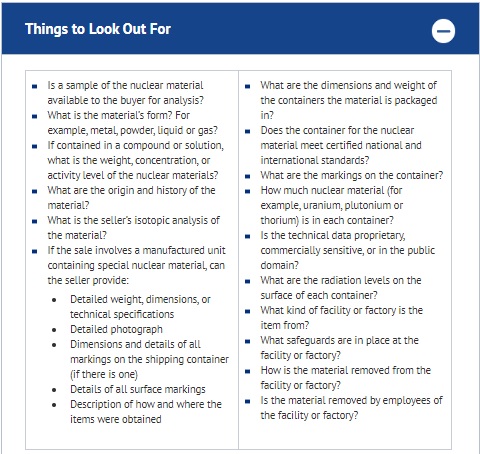 Things to Look Out For
Is a sample of the nuclear material
available to the buyer for analysis?
What is the material's form? For
example, metal, powder, liquid or gas?
If contained in a compound or solution,
what is the weight, concentration, or
activity level of the nuclear materials?
What are the origin and history of the
material?
What is the seller's isotopic analysis of
the material?
If the sale involves a manufactured unit
containing special nuclear material, can
the seller provide:
Detailed weight, dimensions, or
technical specifications
Detailed photograph
Dimensions and details of all
markings on the shipping container
(if there is one)
Details of all surface markings
Description of how and where the
items were obtained
What are the dimensions and weight of
the containers the material is packaged
in?
Does the container for the nuclear
material meet certified national and
international standards?
What are the markings on the container?
How much nuclear material (for
example, uranium, plutonium or
thorium) is in each container?
Is the technical data proprietary,
commercially sensitive, or in the public
domain?
What are the radiation levels on the
surface of each container?
What kind of facility or factory is the
item from?
What safeguards are in place at the
facility or factory?
How is the material removed from the
facility or factory?
Is the material removed by employees of
the facility or factory?